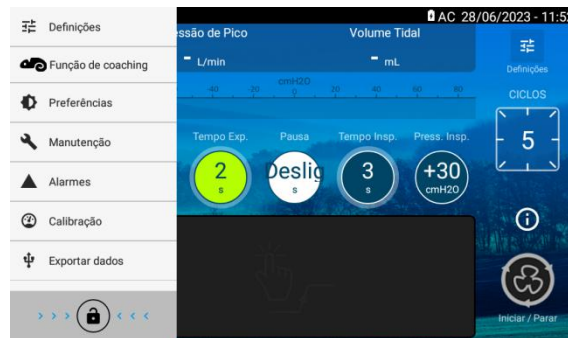 AC 28/06/2023 - 11:5
Definições
Função de coaching
Preferências
Manutenção
Alarmes
Calibração
Exportar dados
> > > < < <
ssão de Pico
- L/min
Volume Tidal
- mL
cmH2O
-40 -20 0 20 40 60 80
Tempo Exp.
2
s
Pausa
Deslig
s
Tempo Insp.
3
s
Press. Insp.
+30
cmH2O
Definições
CICLOS
5
Iniciar / Parar